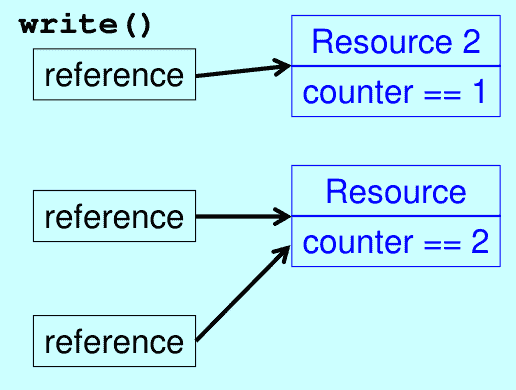 write()
reference
Resource 2
counter == 1
reference
Resource
counter == 2
reference